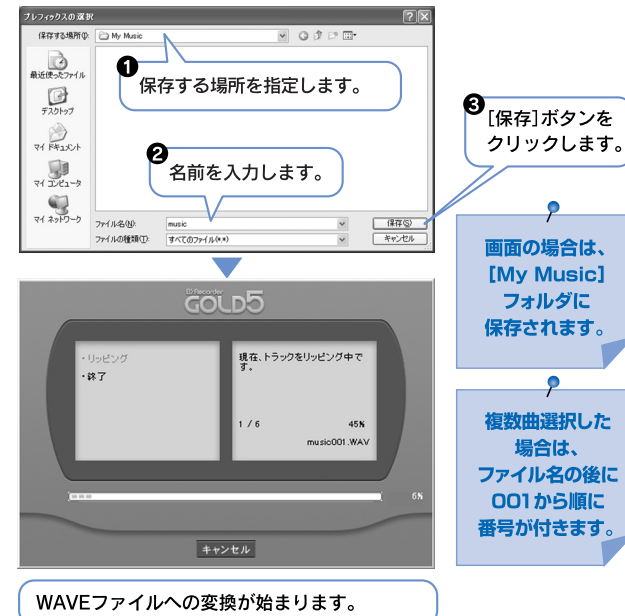 プレフィックスの選択
保存する場所(I):
My Music
最近使ったファイル
デスクトップ
マイ ドキュメント
マイ コンピュータ
マイ ネットワーク
❶
保存する場所を指定します。
❷
名前を入力します。
❸
[保存]ボタンを
クリックします。
ファイル名(N):
music
保存(S)
ファイルの種類(T):
すべてのファイル(*.*)
キャンセル
画面の場合は、
[My Music]
フォルダに
保存されます。
Recorder
GOLD5
・リッピング
・終了
現在、トラックをリッピング中で
す。
1 / 6
45%
music001.WAV
6%
キャンセル
複数曲選択した
場合は、
ファイル名の後に
001から順に
番号が付きます。
WAVEファイルへの変換が始まります。